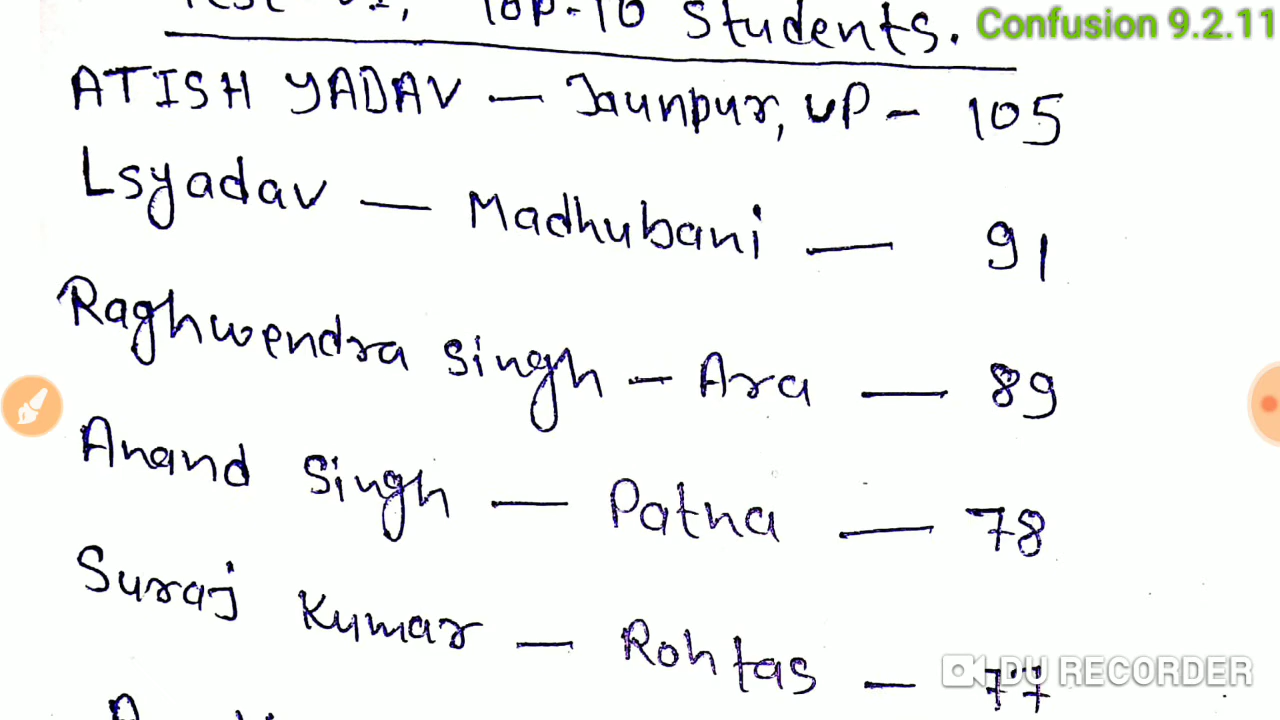 Top-10 Students.
Confusion 9.2.11
ATISH YADAV - Jaunpur, UP - 105
Lsyadav - Madhubani - 91
Raghwendra Singh - Ara - 89
Anand Singh - Patna - 78
Suraj Kumar - Rohtas - 77
DU RECORDER